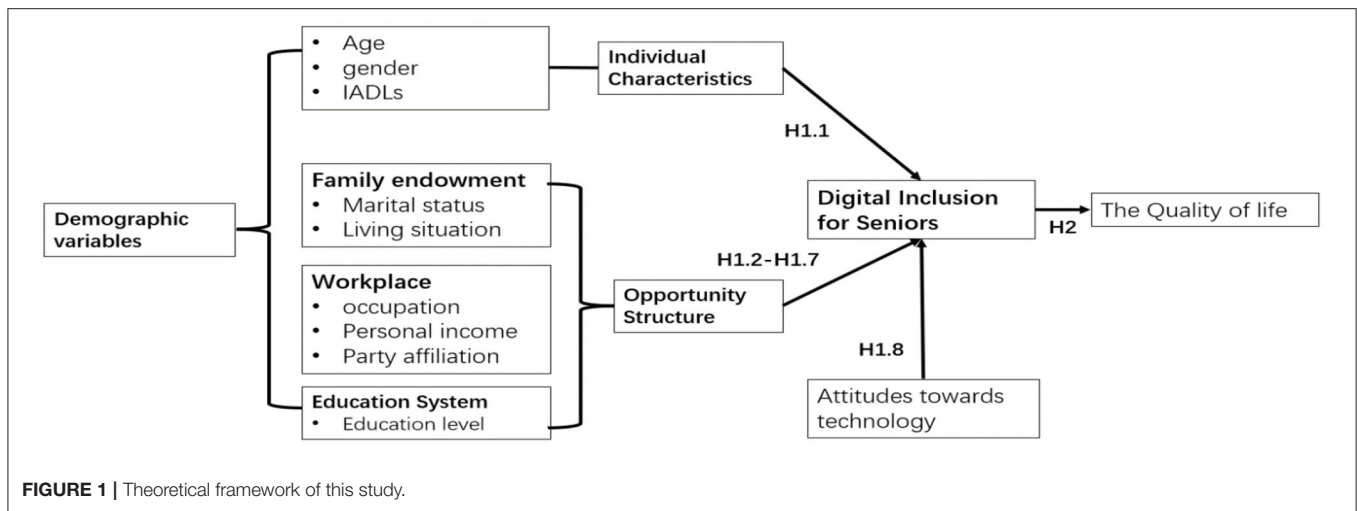 Demographic
variables
• Age
• gender
• IADLs
Family endowment
• Marital status
• Living situation
Workplace
• occupation
• Personal income
• Party affiliation
Education System
• Education level
Individual
Characteristics
Opportunity
Structure
H1.1
H1.2-H1.7
H1.8
Digital Inclusion
for Seniors
Attitudes towards
technology
H2
The Quality of life
FIGURE 1 | Theoretical framework of this study.